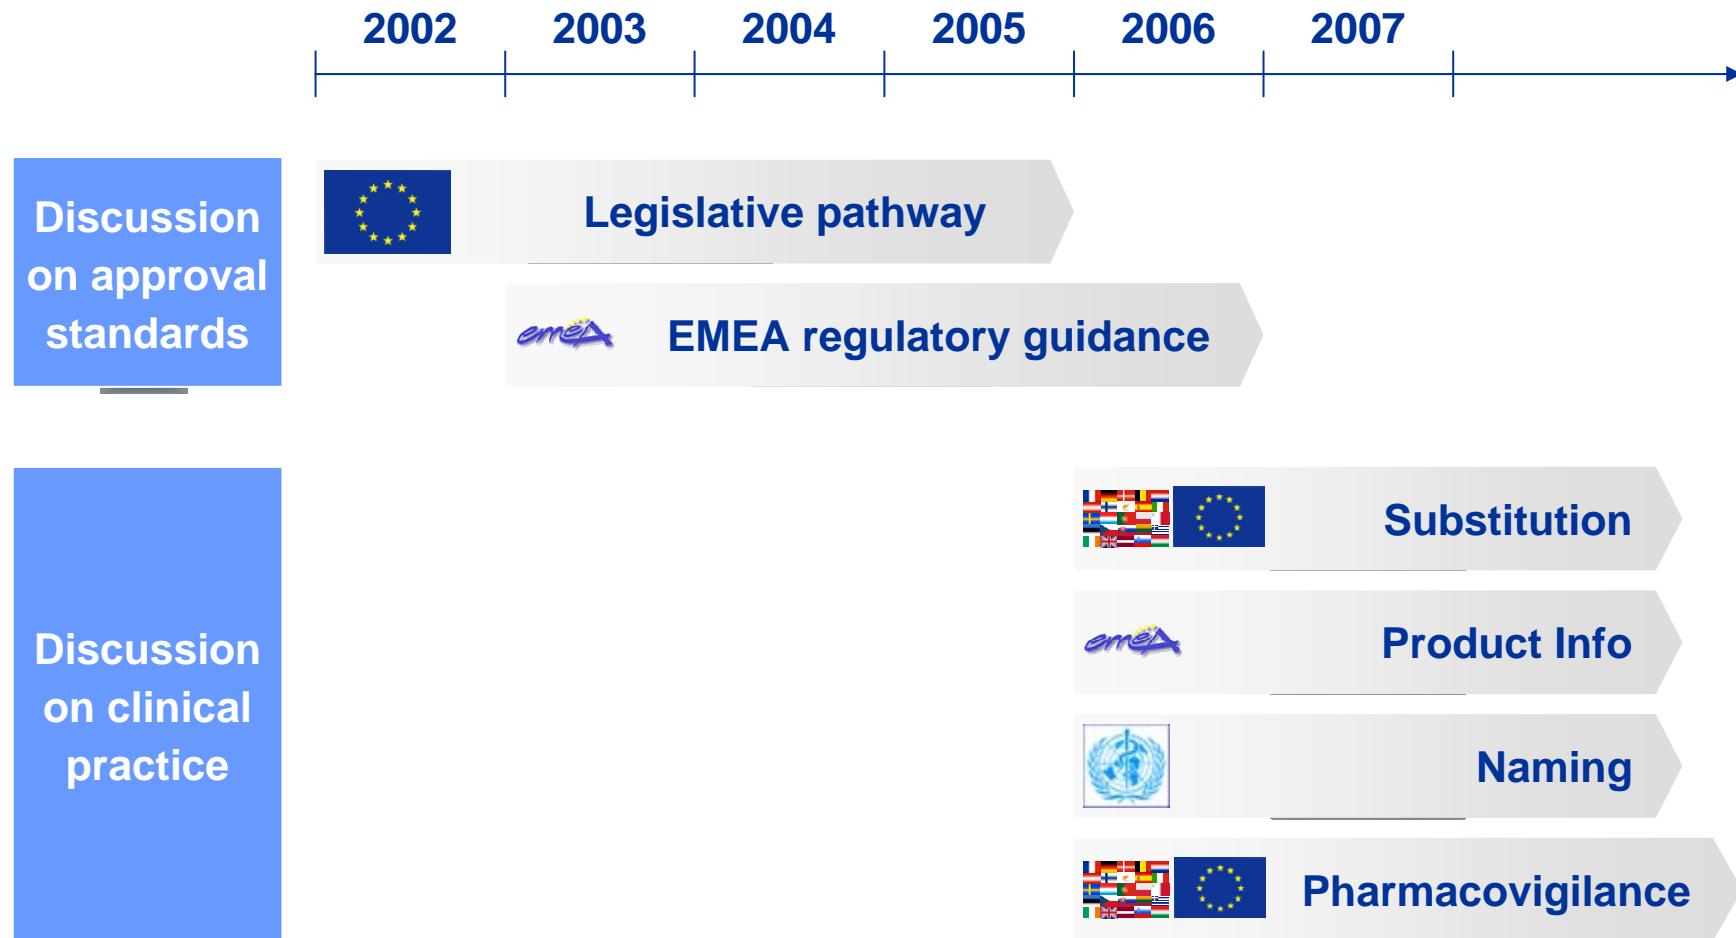 2002 2003 2004 2005 2006 2007
Discussion
on approval
standards
Legislative pathway
emea
EMEA regulatory guidance
Discussion
on clinical
practice
Substitution
emea
Product Info
Naming
Pharmacovigilance